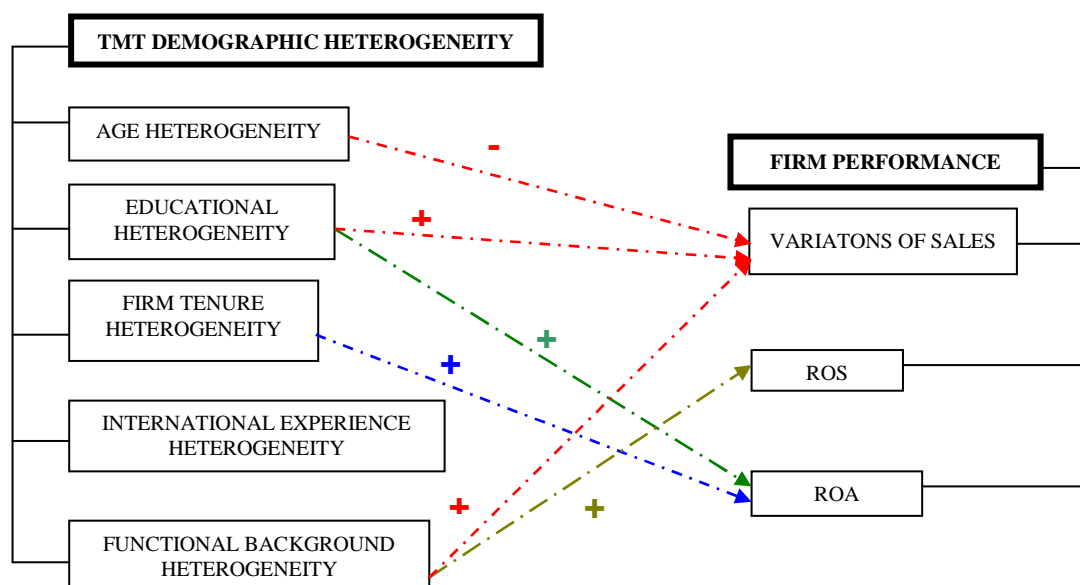 TMT DEMOGRAPHIC HETEROGENEITY
AGE HETEROGENEITY
EDUCATIONAL
HETEROGENEITY
FIRM TENURE
HETEROGENEITY
INTERNATIONAL EXPERIENCE
HETEROGENEITY
FUNCTIONAL BACKGROUND
HETEROGENEITY
-
+
+
+
+
+
FIRM PERFORMANCE
VARIATONS OF SALES
ROS
ROA